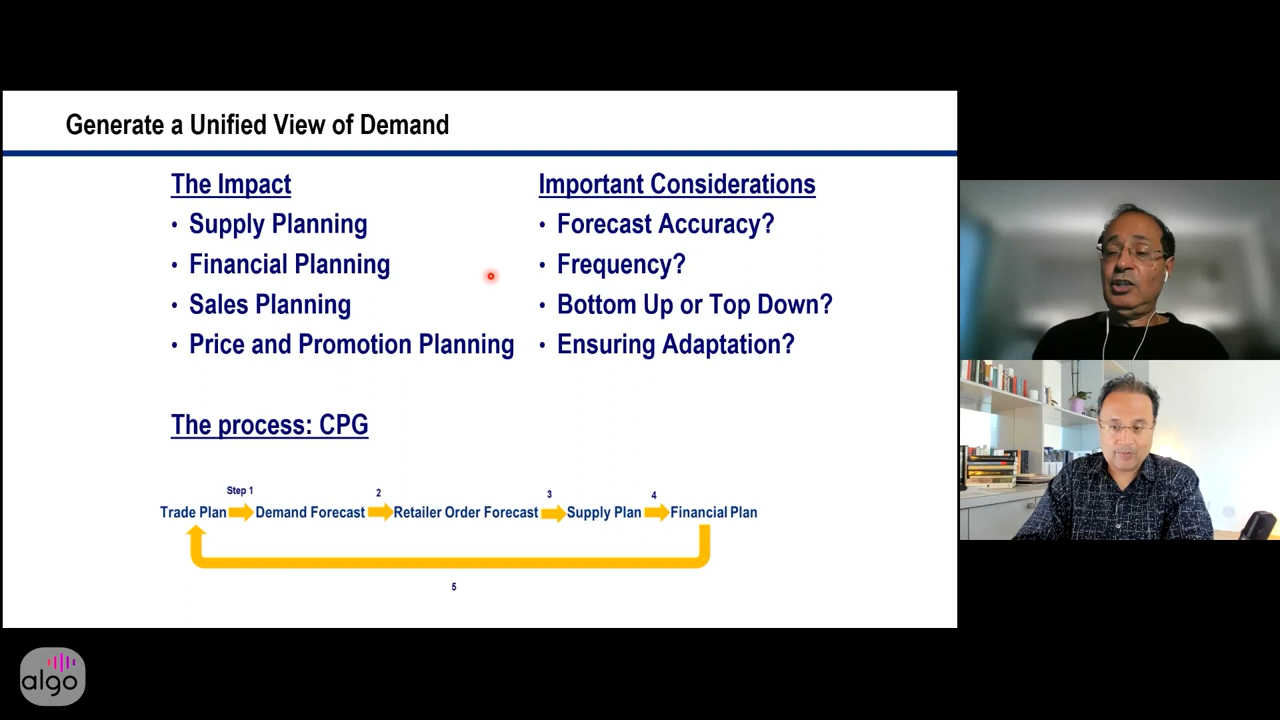 Generate a Unified View of Demand
The Impact
• Supply Planning
• Financial Planning
• Sales Planning
• Price and Promotion Planning
Important Considerations
• Forecast Accuracy?
• Frequency?
• Bottom Up or Top Down?
• Ensuring Adaptation?
The process: CPG
Step 1 2 3 4
Trade Plan Demand Forecast Retailer Order Forecast Supply Plan Financial Plan
5
algo